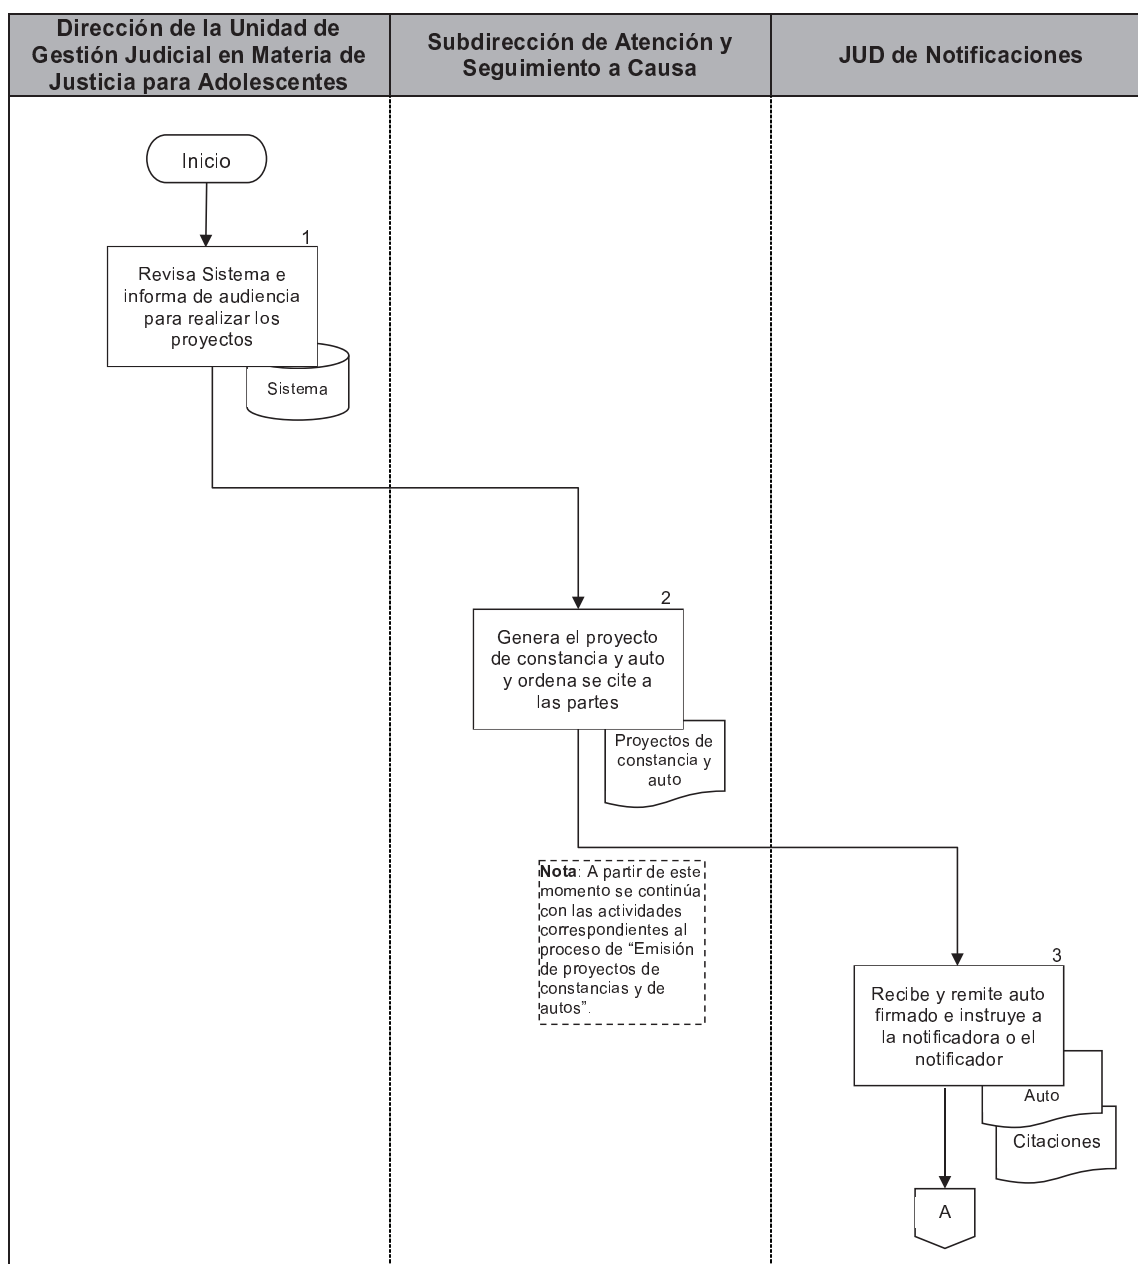 Dirección de la Unidad de
Gestión Judicial en Materia de
Justicia para Adolescentes
Subdirección de Atención y
Seguimiento a Causa
JUD de Notificaciones
Inicio
1
Revisa Sistema e
informa de audiencia
para realizar los
proyectos
Sistema
2
Genera el proyecto
de constancia y auto
y ordena se cite a
las partes
Proyectos de
constancia y
auto
Nota: A partir de este
momento se continúa
con las actividades
correspondientes al
proceso de “Emisión
de proyectos de
constancias y de
autos”.
3
Recibe y remite auto
firmado e instruye a
la notificadora o el
notificador
Auto
Citaciones
A